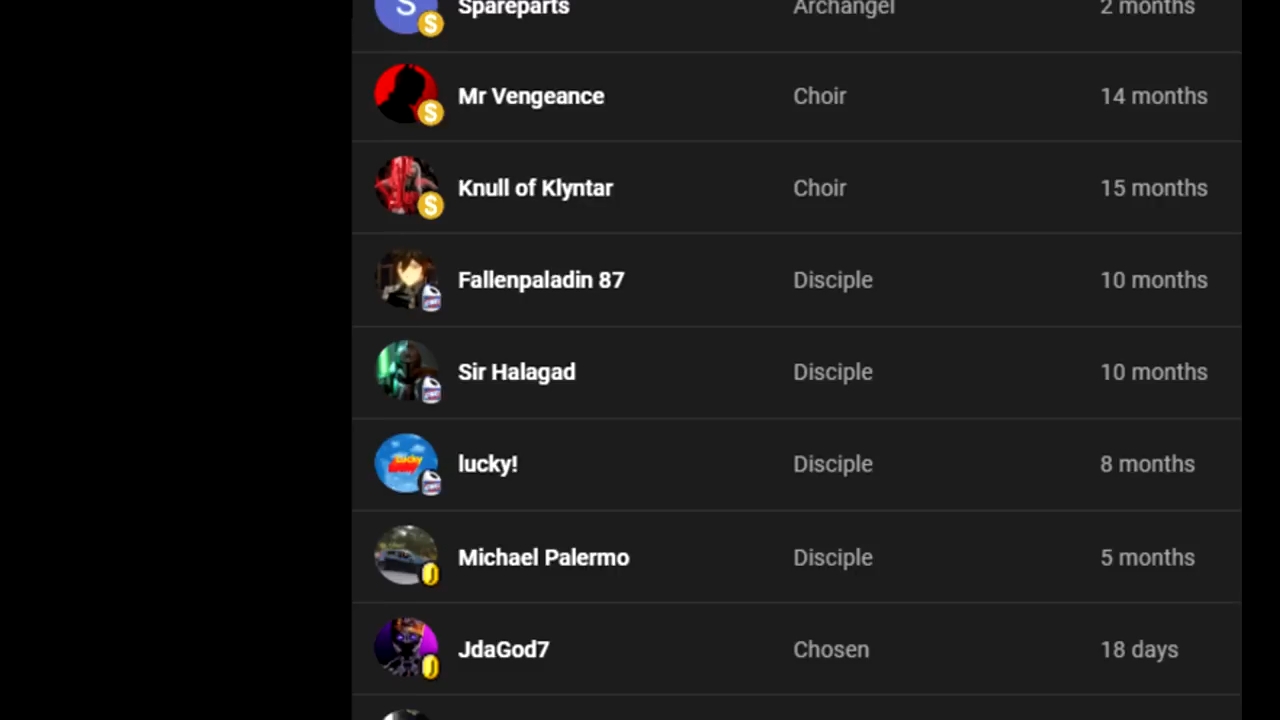 S Spareparts Archangel 2 months
Mr Vengeance Choir 14 months
Knull of Klyntar Choir 15 months
Fallenpaladin 87 Disciple 10 months
Sir Halagad Disciple 10 months
lucky! Disciple 8 months
Michael Palermo Disciple 5 months
JdaGod7 Chosen 18 days